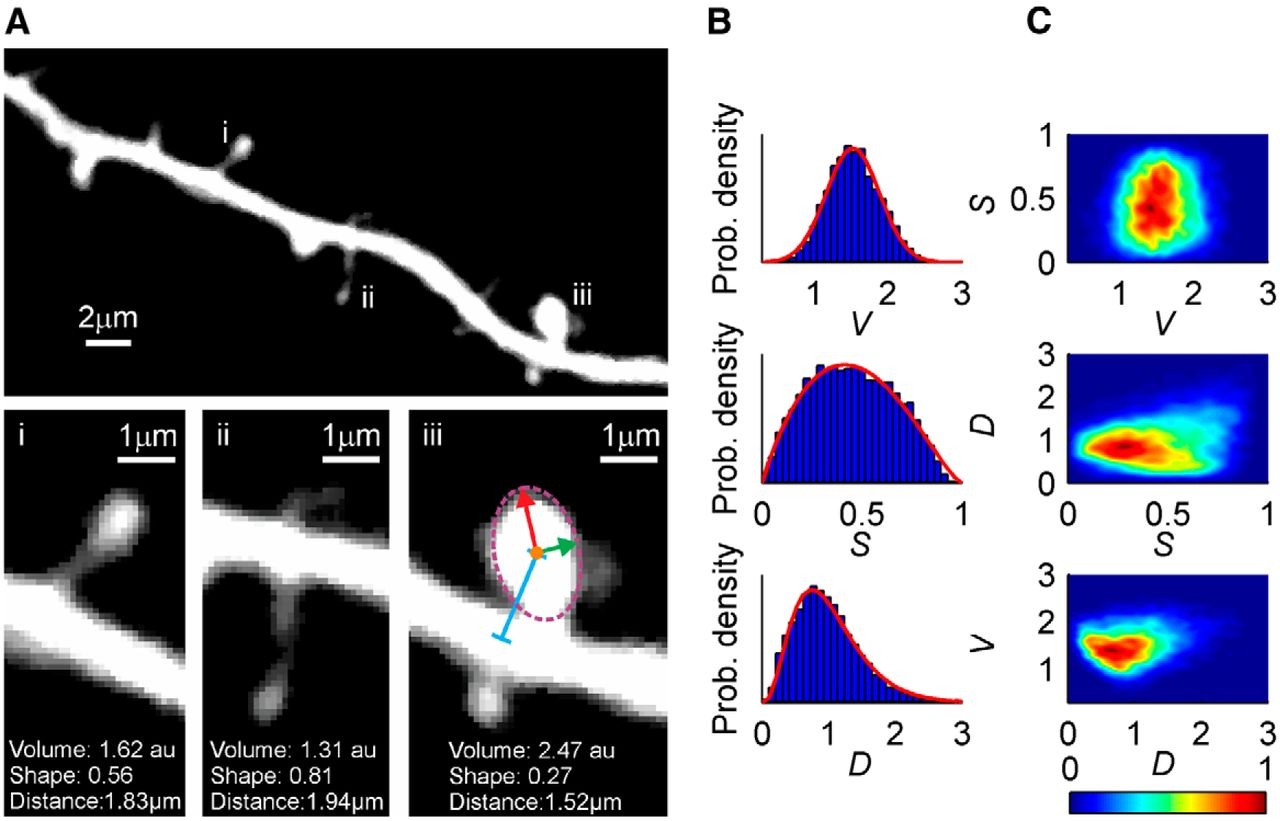 A
B
C
i
ii
iii
2μm
i
1μm
Volume: 1.62 au
Shape: 0.56
Distance:1.83μm
ii
1μm
Volume: 1.31 au
Shape: 0.81
Distance:1.94μm
iii
1μm
Volume: 2.47 au
Shape: 0.27
Distance:1.52μm
Prob. density
1 2 3
V
Prob. density
0 0.5 1
S
Prob. density
0 1 2 3
D
S
1
0.5
0
1 2 3
V
D
3
2
1
0
0 0.5 1
S
V
3
2
1
0 1 2 3
D
0 1